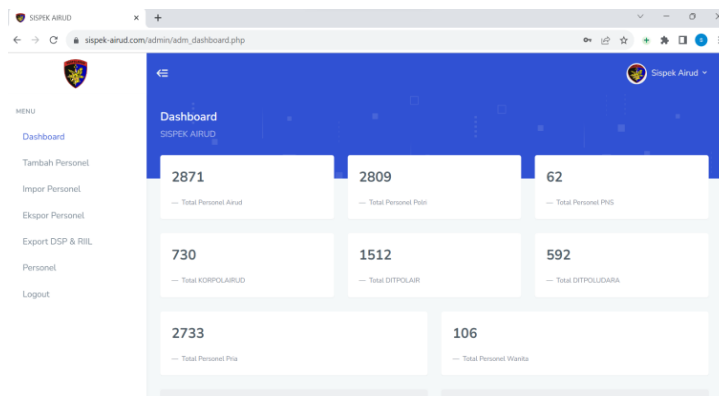 SISPEK AIRUD
sispek-airud.com/admin/adm_dashboard.php
Sispek Airud
MENU
Dashboard
Tambah Personel
Impor Personel
Ekspor Personel
Export DSP & RIIL
Personel
Logout
Dashboard
SISPEK AIRUD
2871
— Total Personel Airud
2809
— Total Personel Polri
62
— Total Personel PNS
730
— Total KORPOLAIRUD
1512
— Total DITPOLAIR
592
— Total DITPOLUDARA
2733
— Total Personel Pria
106
— Total Personel Wanita